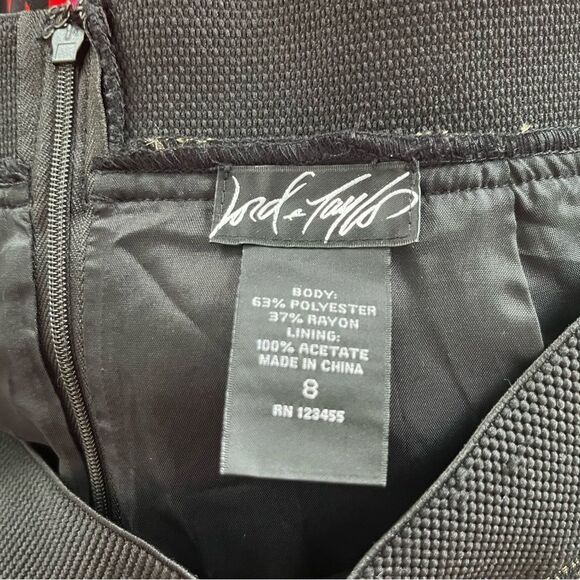 Lord & Taylor
BODY:
63% POLYESTER
37% RAYON
LINING:
100% ACETATE
MADE IN CHINA
8
RN 123455